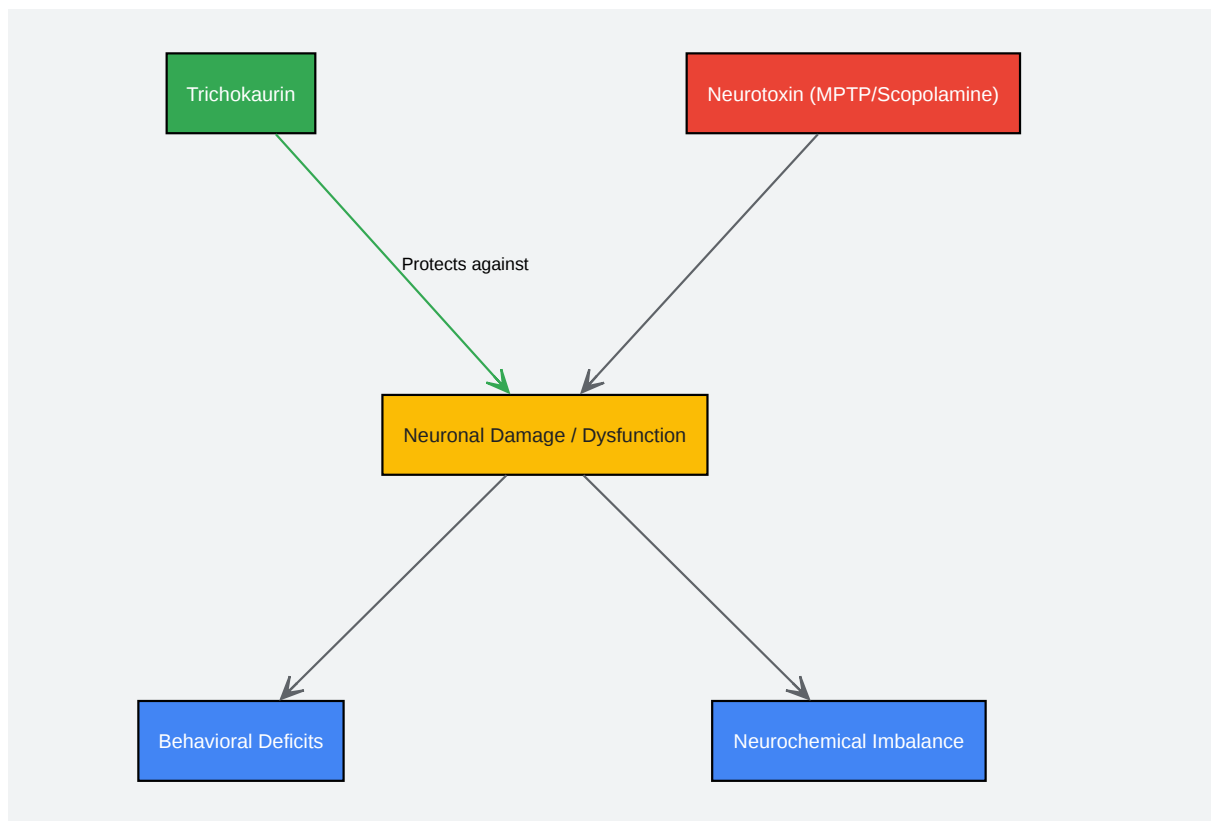 Trichokaurin
Neurotoxin (MPTP/Scopolamine)
Protects against
Neuronal Damage / Dysfunction
Behavioral Deficits
Neurochemical Imbalance